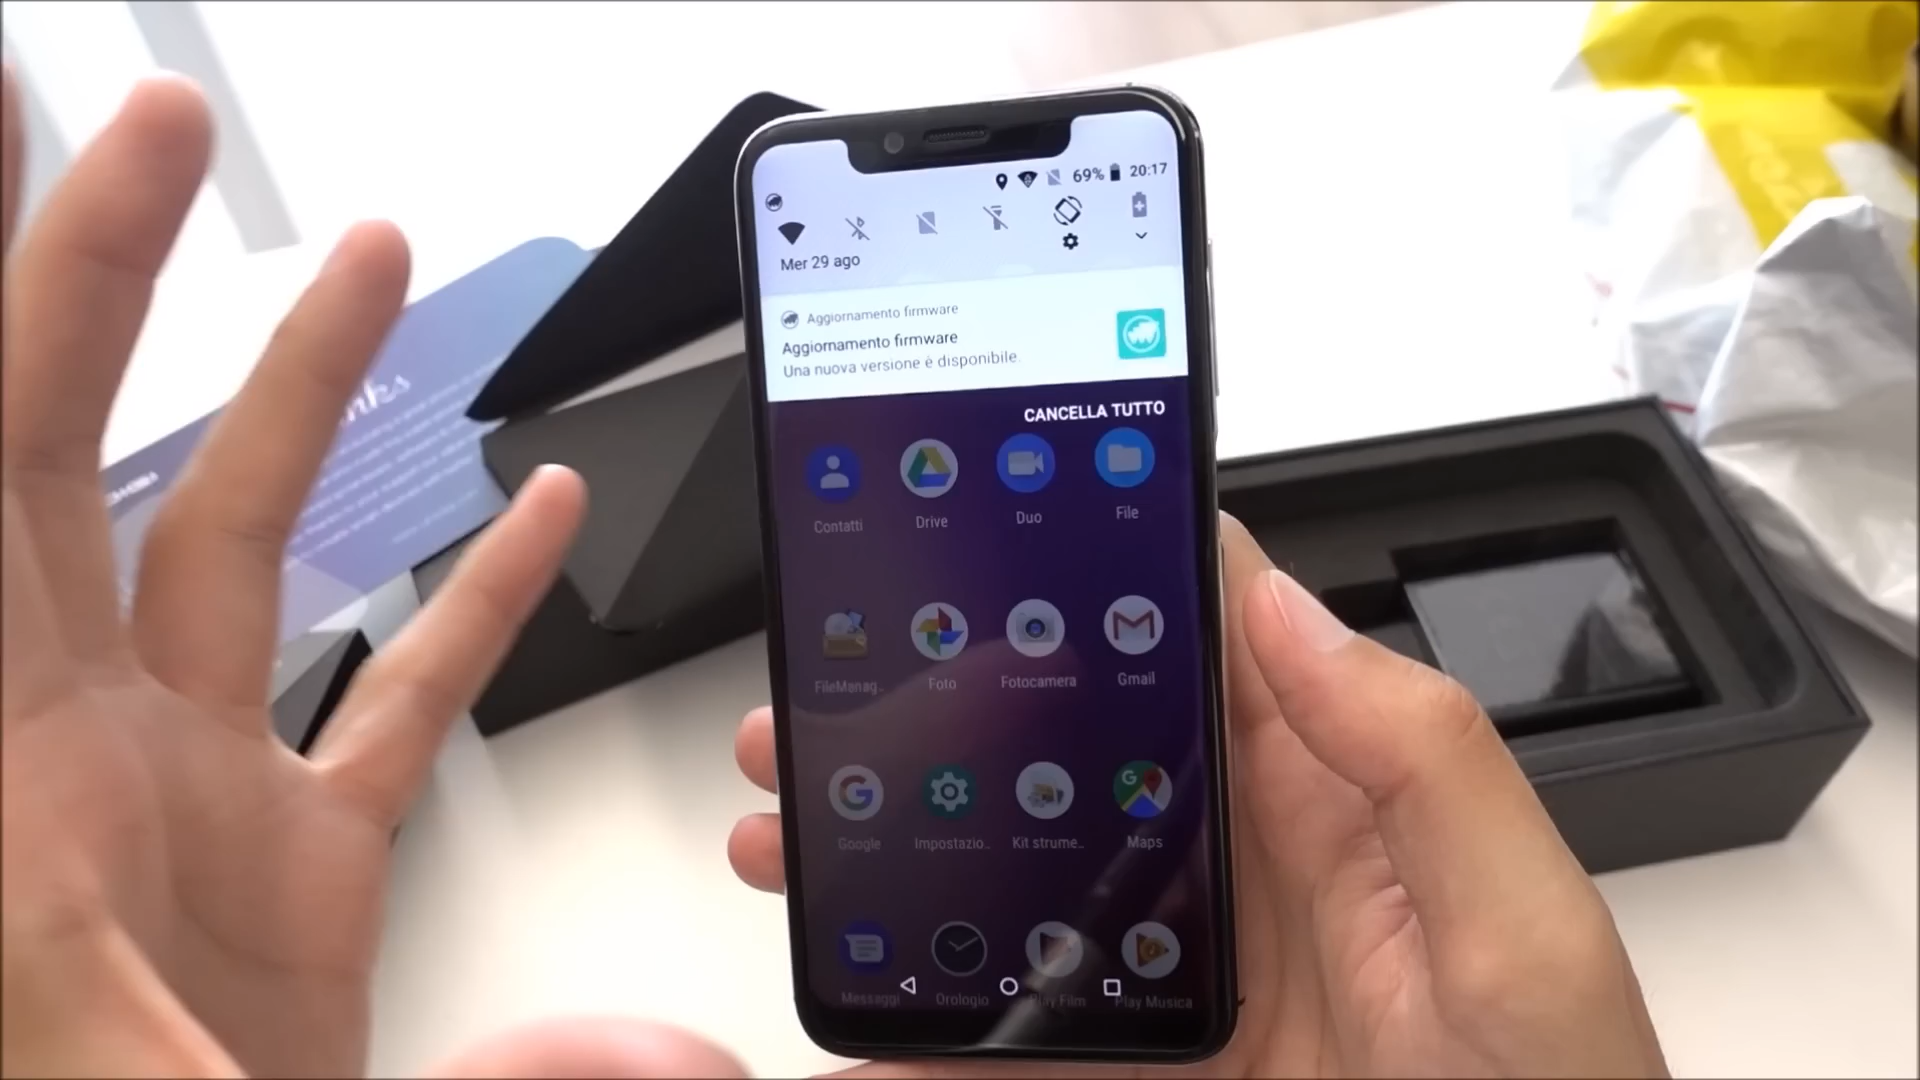 69% 20:17
Mer 29 ago
Aggiornamento firmware
Aggiornamento firmware
Una nuova versione è disponibile.
CANCELLA TUTTO
Contatti Drive Duo File
FileManag.. Foto Fotocamera Gmail
Google Impostazio.. Kit strume.. Maps
Messaggi Orologio Play Film Play Musica